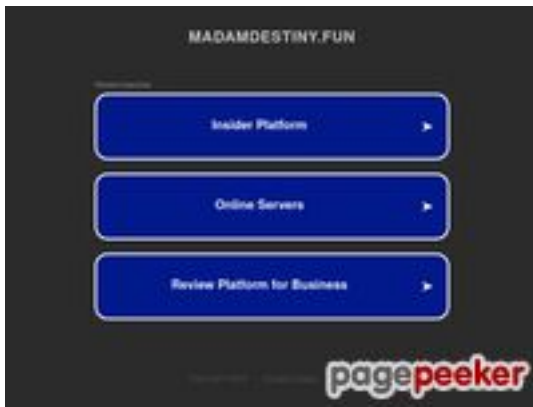 MADAMDESTINY.FUN
Insider Platform
Online Servers
Review Platform for Business
pagepeeker